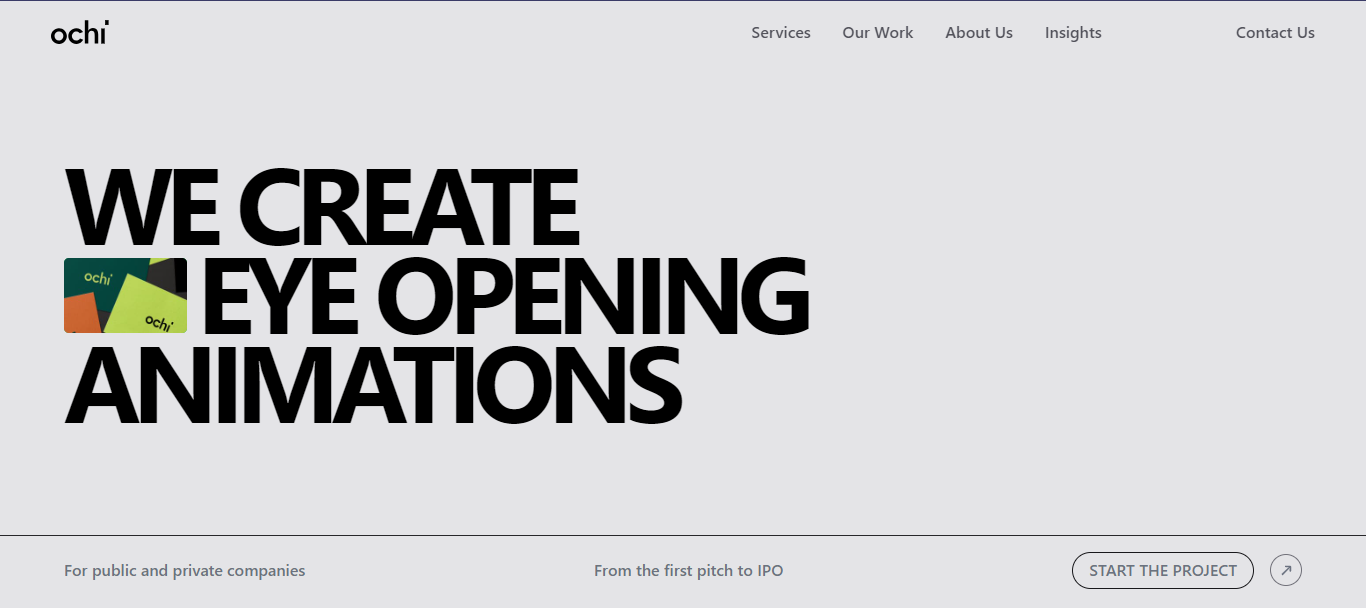 ochi
Services Our Work About Us Insights Contact Us
WE CREATE
ochi
ochi
EYE OPENING
ANIMATIONS
For public and private companies From the first pitch to IPO START THE PROJECT